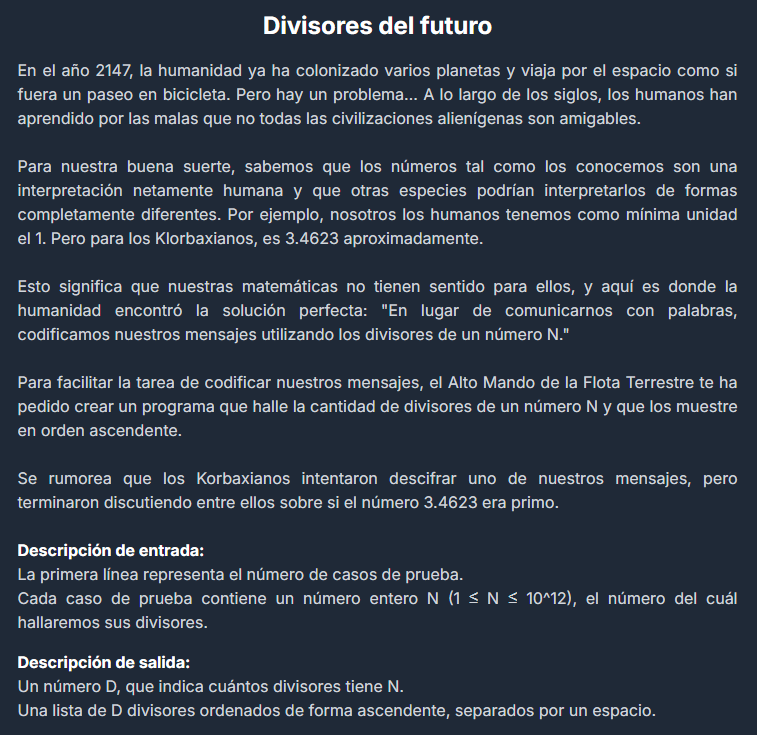 Divisores del futuro
En el año 2147, la humanidad ya ha colonizado varios planetas y viaja por el espacio como si
fuera un paseo en bicicleta. Pero hay un problema... A lo largo de los siglos, los humanos han
aprendido por las malas que no todas las civilizaciones alienígenas son amigables.
Para nuestra buena suerte, sabemos que los números tal como los conocemos son una
interpretación netamente humana y que otras especies podrían interpretarlos de formas
completamente diferentes. Por ejemplo, nosotros los humanos tenemos como mínima unidad
el 1. Pero para los Klorbaxianos, es 3.4623 aproximadamente.
Esto significa que nuestras matemáticas no tienen sentido para ellos, y aquí es donde la
humanidad encontró la solución perfecta: "En lugar de comunicarnos con palabras,
codificamos nuestros mensajes utilizando los divisores de un número N."
Para facilitar la tarea de codificar nuestros mensajes, el Alto Mando de la Flota Terrestre te ha
pedido crear un programa que halle la cantidad de divisores de un número N y que los muestre
en orden ascendente.
Se rumorea que los Korbaxianos intentaron descifrar uno de nuestros mensajes, pero
terminaron discutiendo entre ellos sobre si el número 3.4623 era primo.
Descripción de entrada:
La primera línea representa el número de casos de prueba.
Cada caso de prueba contiene un número entero N (1 ≤ N ≤ 10^12), el número del cuál
hallaremos sus divisores.
Descripción de salida:
Un número D, que indica cuántos divisores tiene N.
Una lista de D divisores ordenados de forma ascendente, separados por un espacio.